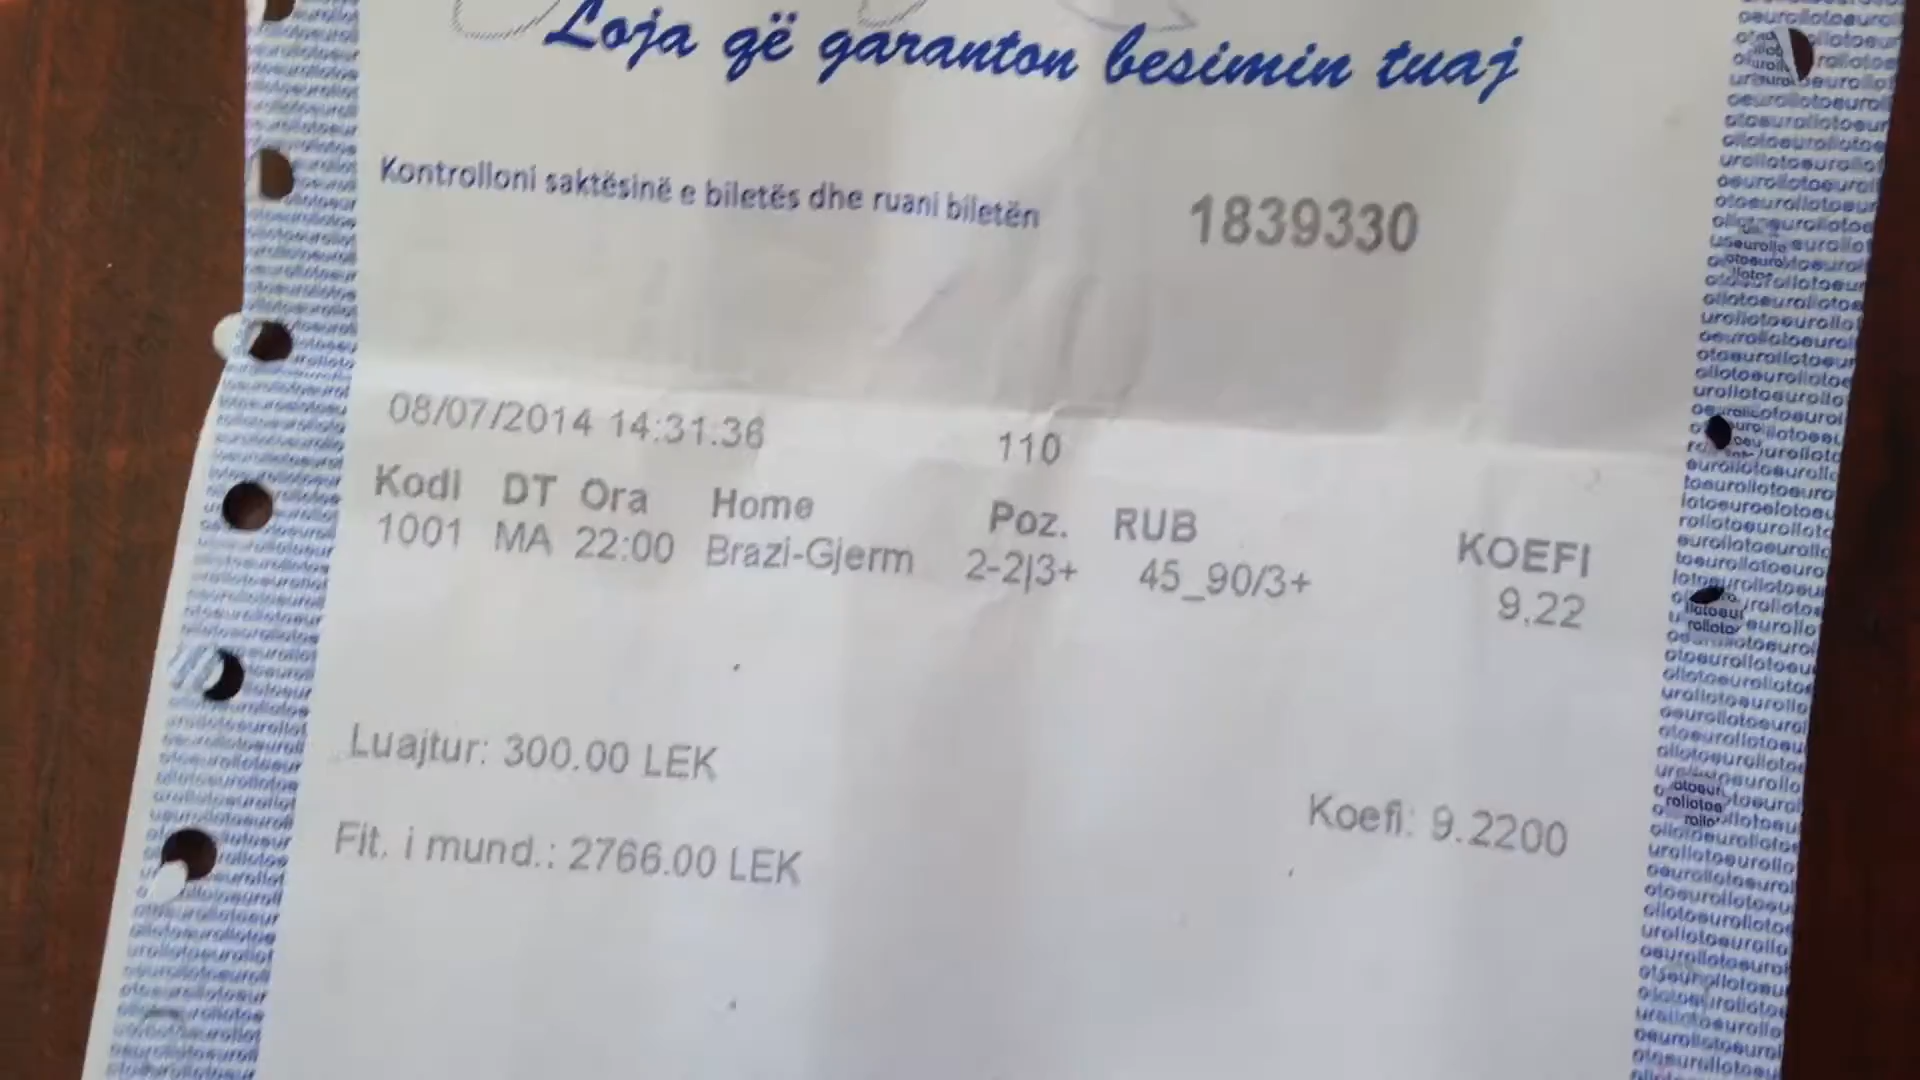 Loja që garanton besimin tuaj
Kontrolloni saktësinë e biletës dhe ruani biletën
1839330
08/07/2014 14:31:36 110
Kodi DT Ora Home Poz. RUB KOEFI
1001 MA 22:00 Brazi-Gjerm 2-2|3+ 45_90/3+ 9.22
Luajtur: 300.00 LEK
Koefi: 9.2200
Fit. i mund.: 2766.00 LEK